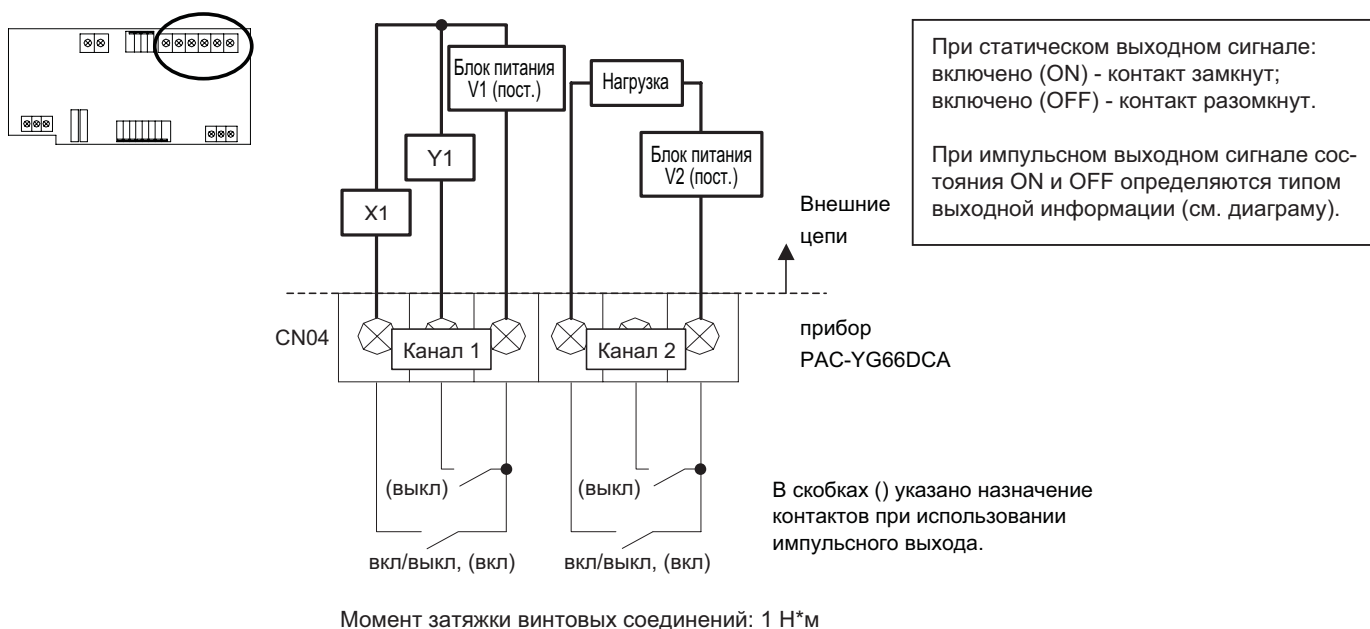 Блок питания
V1 (пост.)
Нагрузка
Y1
Блок питания
V2 (пост.)
X1
При статическом выходном сигнале:
включено (ON) - контакт замкнут;
включено (OFF) - контакт разомкнут.
При импульсном выходном сигнале сос-
тояния ON и OFF определяются типом
выходной информации (см. диаграму).
Внешние
цепи
CN04
Канал 1
Канал 2
прибор
PAC-YG66DCA
(выкл)
(выкл)
вкл/выкл, (вкл)
вкл/выкл, (вкл)
В скобках () указано назначение
контактов при использовании
импульсного выхода.
Момент затяжки винтовых соединений: 1 Н*м